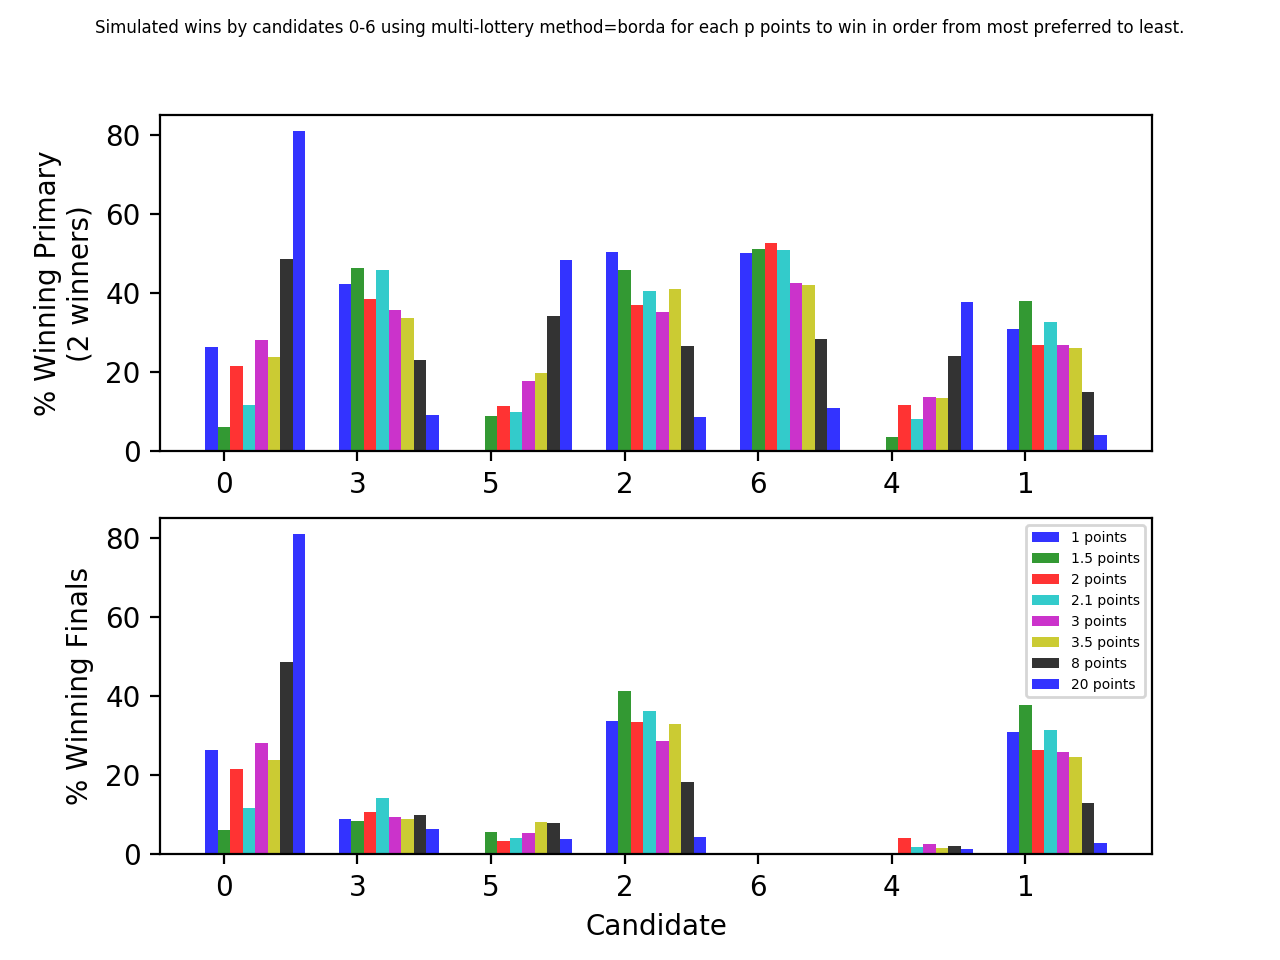 Simulated wins by candidates 0-6 using multi-lottery method=borda for each p points to win in order from most preferred to least.
% Winning Primary
(2 winners)
80
60
40
20
0
0 3 5 2 6 4 1
% Winning Finals
80
60
40
20
0
1 points
1.5 points
2 points
2.1 points
3 points
3.5 points
8 points
20 points
0 3 5 2 6 4 1
Candidate